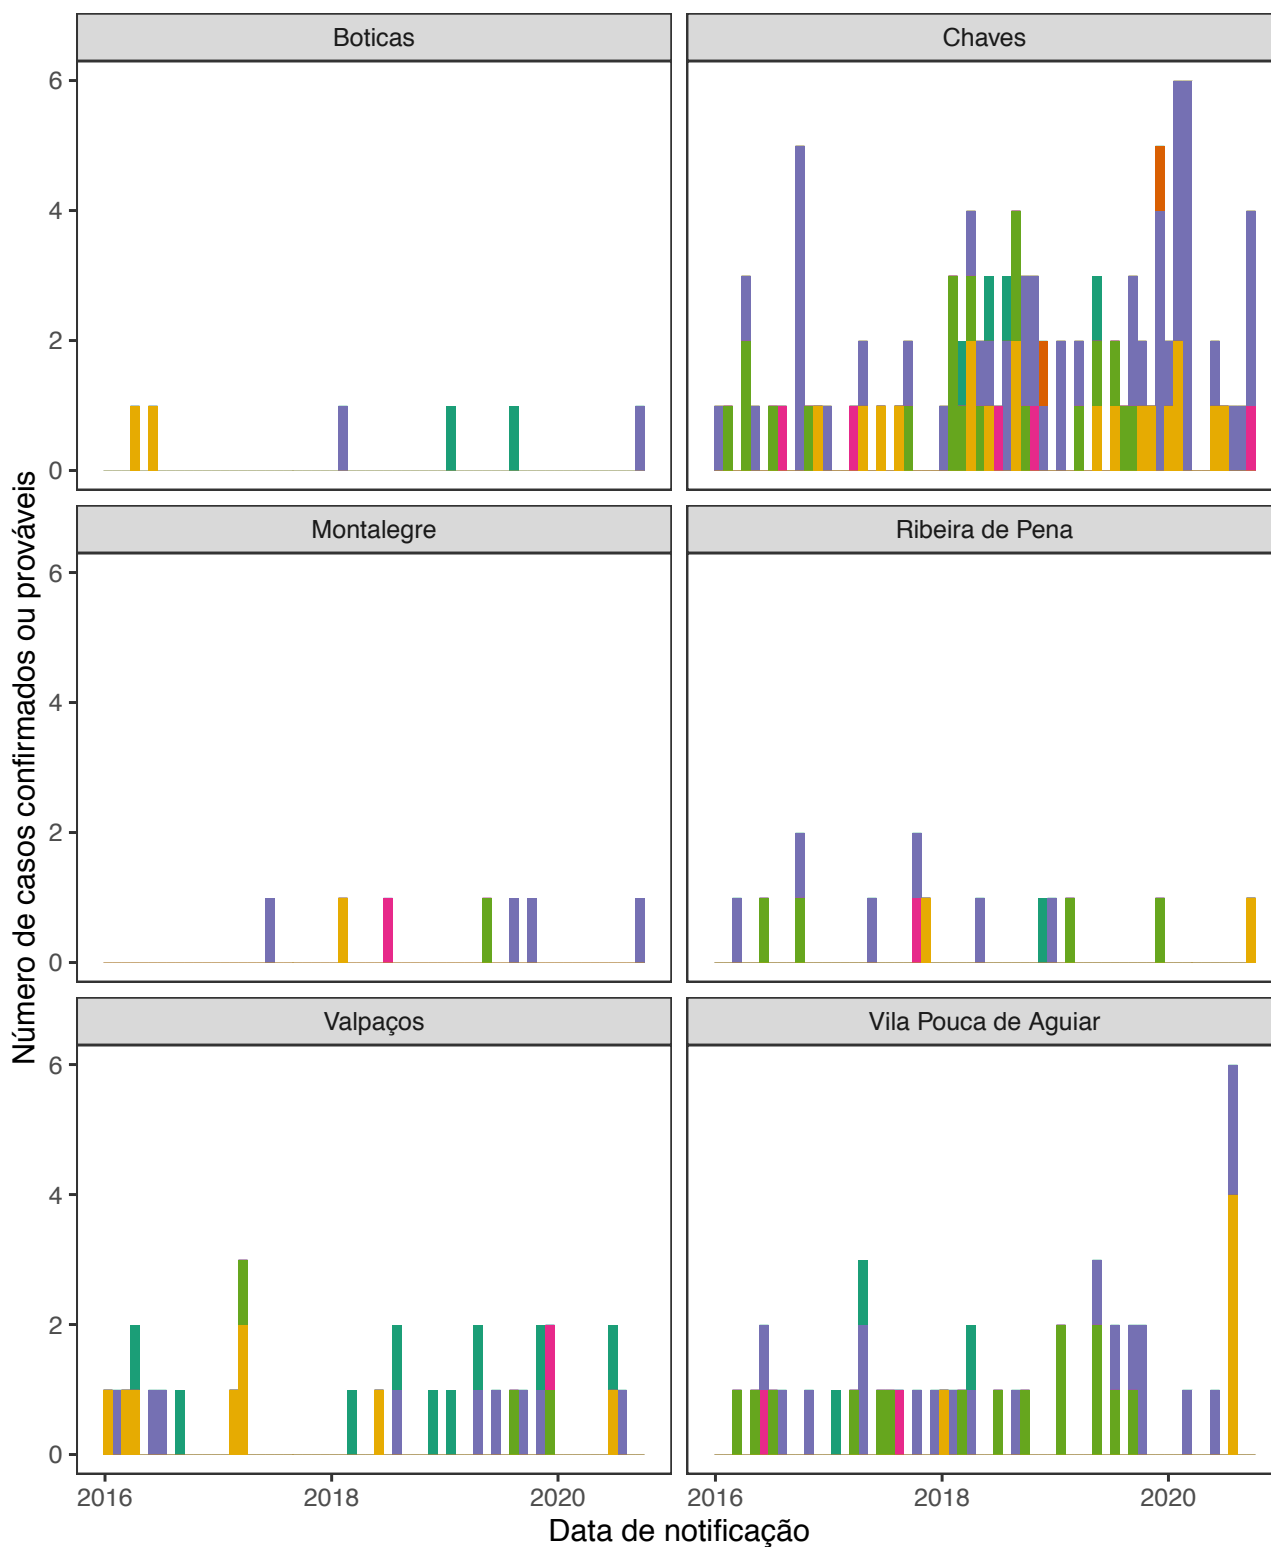 Boticas
Chaves
6
4
2
0
Montalegre
Ribeira de Pena
6
4
2
0
Valpaços
Vila Pouca de Aguiar
6
4
2
0
2016
2018
2020
2016
2018
2020
Número de casos confirmados ou prováveis
Data de notificação